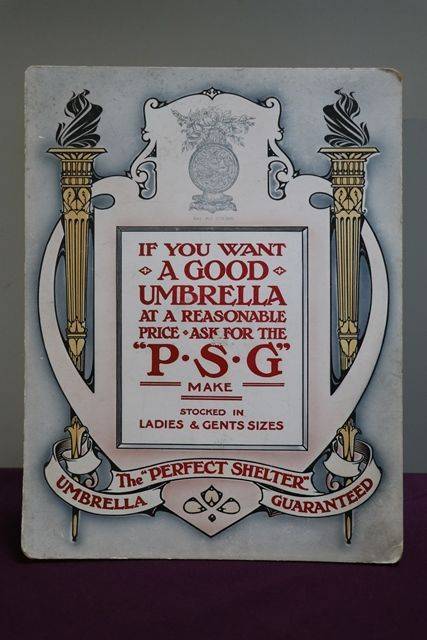 IF YOU WANT
A GOOD
UMBRELLA
AT A REASONABLE
PRICE • ASK FOR THE
"P•S•G"
MAKE
STOCKED IN
LADIES & GENTS SIZES
The "PERFECT SHELTER"
UMBRELLA GUARANTEED